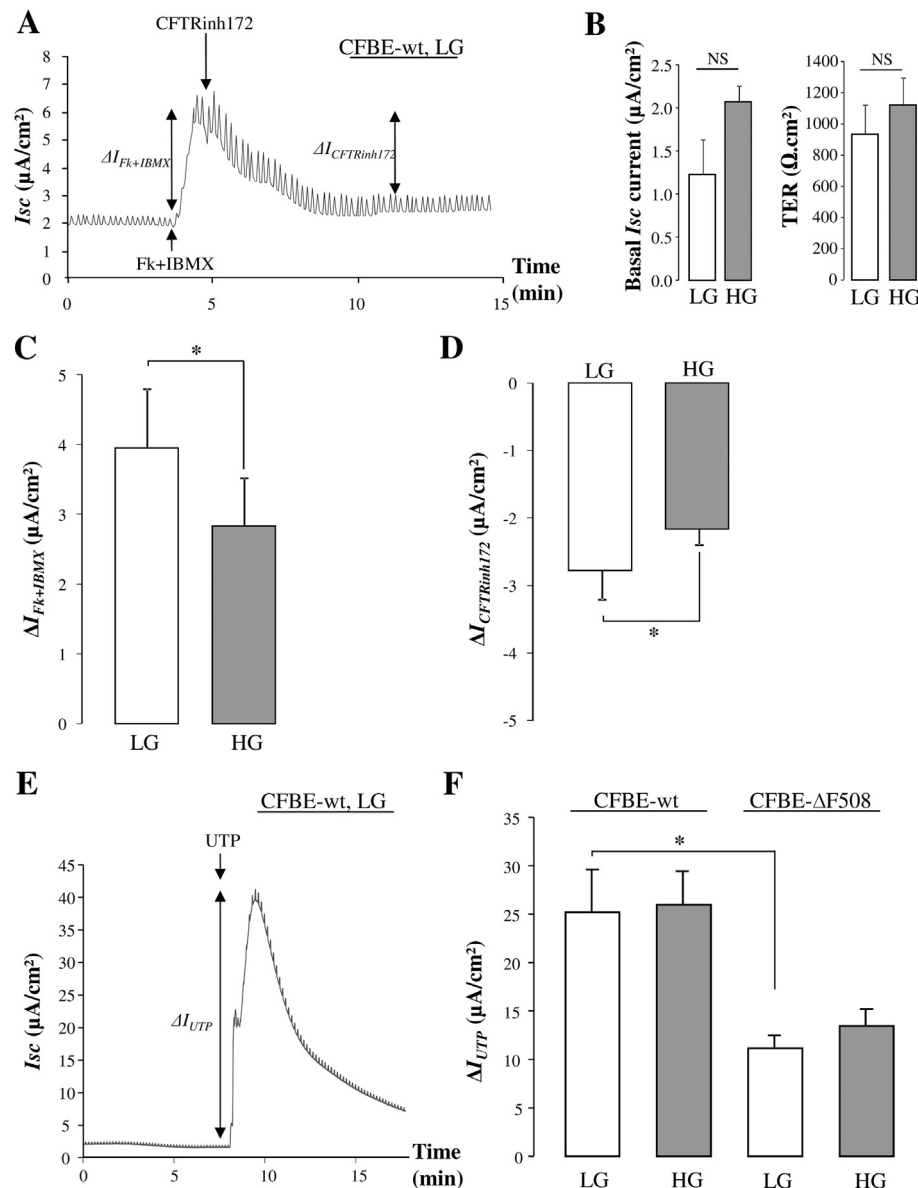 A
CFTRinh172
CFBE-wt, LG
Isc (µA/cm²)
8
7
6
5
4
3
2
1
0
ΔIFk+IBMX
ΔICFTRinh172
Fk+IBMX
Time
(min)
0 5 10 15
B
NS
Basal Isc current (µA/cm²)
2.5
2.0
1.5
1.0
0.5
0.0
LG HG
NS
TER (Ω.cm²)
1400
1200
1000
800
600
400
200
0
LG HG
C
*
ΔIFk+IBMX (µA/cm²)
5
4
3
2
1
0
LG HG
D
LG HG
ΔICFTRinh172 (µA/cm²)
0
-1
-2
-3
-4
-5
*
E
CFBE-wt, LG
UTP
Isc (µA/cm²)
45
40
35
30
25
20
15
10
5
0
ΔIUTP
Time
(min)
0 5 10 15
F
CFBE-wt CFBE-ΔF508
*
ΔIUTP (µA/cm²)
35
30
25
20
15
10
5
0
LG HG LG HG